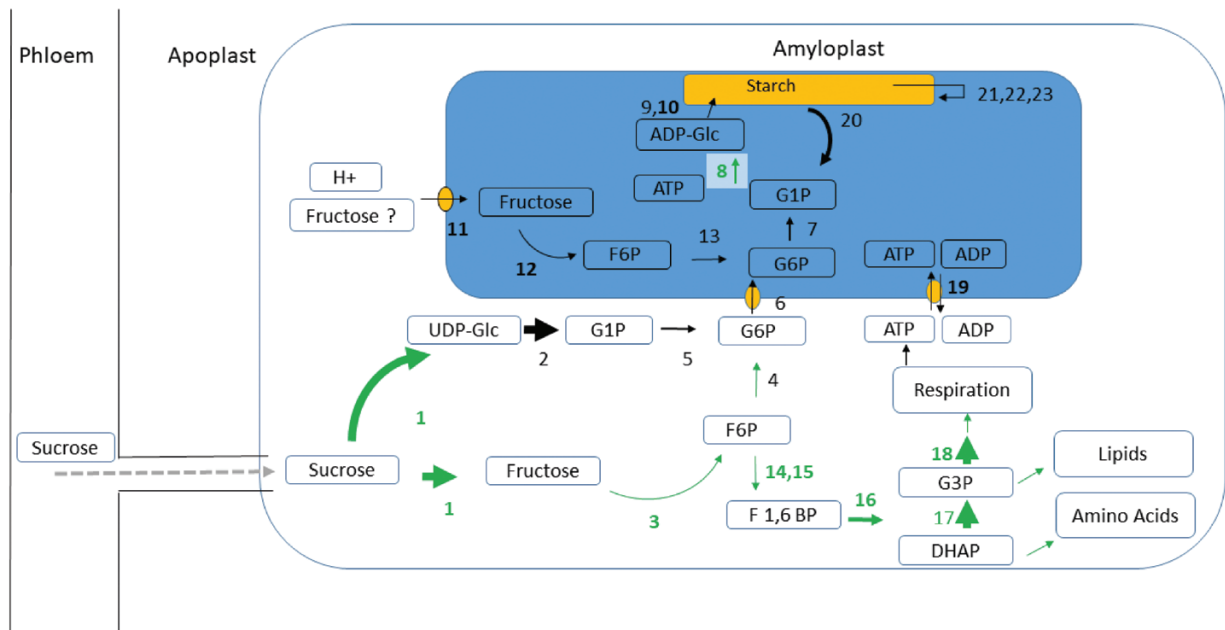 Phloem
Apoplast
Amyloplast
Starch
21,22,23
9,10
20
ADP-Glc
8
ATP
G1P
H+
Fructose ?
Fructose
11
7
13
12
F6P
G6P
ATP
ADP
19
6
UDP-Glc
G1P
G6P
ATP
ADP
2
5
4
Respiration
1
F6P
Sucrose
Sucrose
Fructose
14,15
18
Lipids
G3P
1
3
F 1,6 BP
16
17
Amino Acids
DHAP